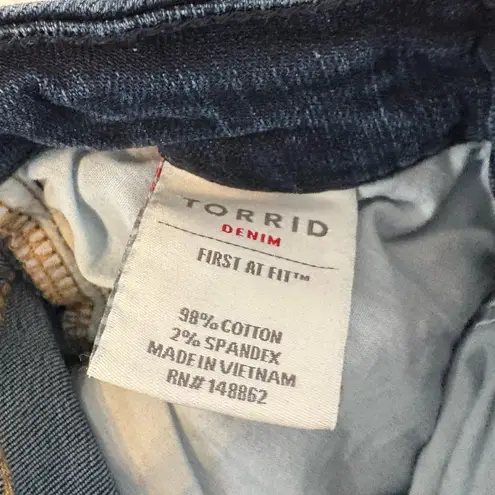 TORRID
DENIM
FIRST AT FIT™
98% COTTON
2% SPANDEX
MADE IN VIETNAM
RN# 148862